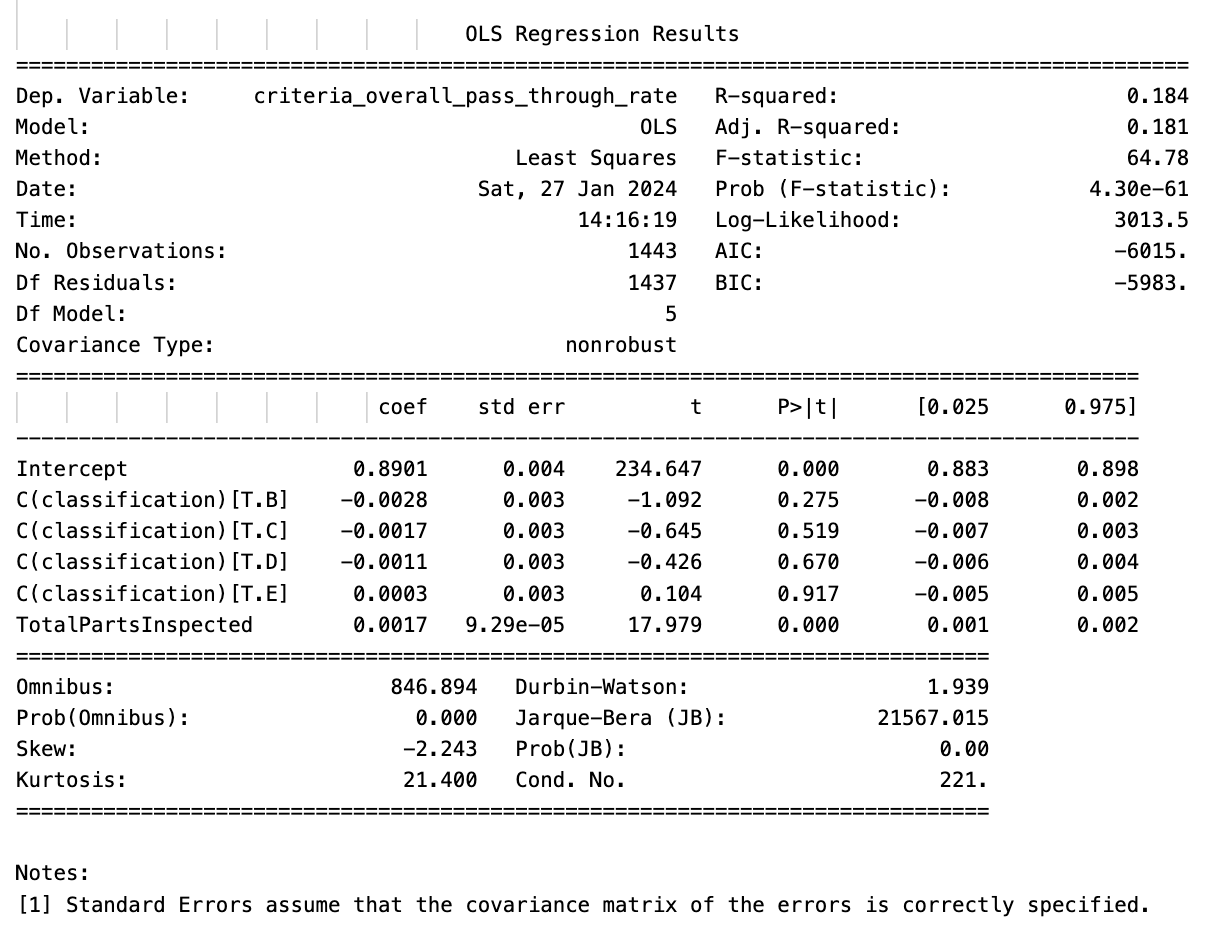 OLS Regression Results
==============================================================================================
Dep. Variable:     criteria_overall_pass_through_rate   R-squared:                       0.184
Model:                                            OLS   Adj. R-squared:                  0.181
Method:                                 Least Squares   F-statistic:                     64.78
Date:                                Sat, 27 Jan 2024   Prob (F-statistic):           4.30e-61
Time:                                        14:16:19   Log-Likelihood:                 3013.5
No. Observations:                                1443   AIC:                            -6015.
Df Residuals:                                    1437   BIC:                            -5983.
Df Model:                                           5
Covariance Type:                            nonrobust
==========================================================================================
coef    std err          t      P>|t|      [0.025      0.975]
------------------------------------------------------------------------------------------
Intercept                  0.8901      0.004    234.647      0.000       0.883       0.898
C(classification)[T.B]    -0.0028      0.003     -1.092      0.275      -0.008       0.002
C(classification)[T.C]    -0.0017      0.003     -0.645      0.519      -0.007       0.003
C(classification)[T.D]    -0.0011      0.003     -0.426      0.670      -0.006       0.004
C(classification)[T.E]     0.0003      0.003      0.104      0.917      -0.005       0.005
TotalPartsInspected        0.0017   9.29e-05     17.979      0.000       0.001       0.002
==============================================================================
Omnibus:                      846.894   Durbin-Watson:                   1.939
Prob(Omnibus):                  0.000   Jarque-Bera (JB):            21567.015
Skew:                          -2.243   Prob(JB):                         0.00
Kurtosis:                      21.400   Cond. No.                         221.
==============================================================================
Notes:
[1] Standard Errors assume that the covariance matrix of the errors is correctly specified.